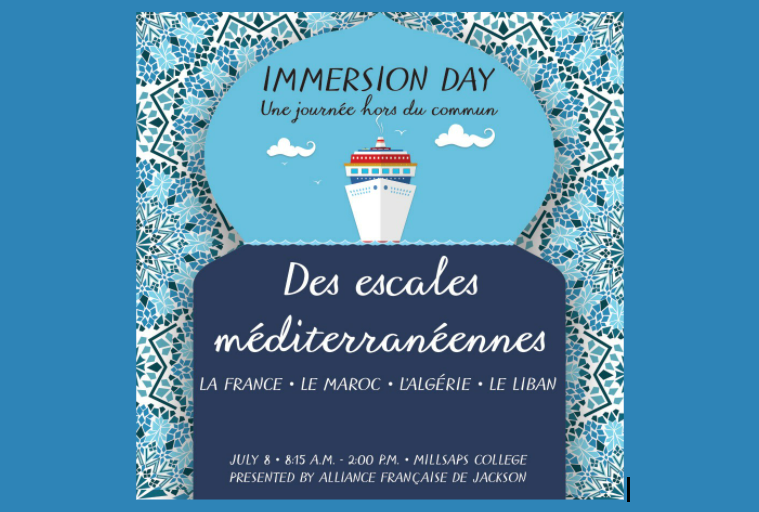 IMMERSION DAY
Une journée hors du commun
Des escales
méditerranéennes
LA FRANCE • LE MAROC • L'ALGÉRIE • LE LIBAN
JULY 8 • 8:15 A.M. - 2:00 P.M. • MILLSAPS COLLEGE
PRESENTED BY ALLIANCE FRANÇAISE DE JACKSON